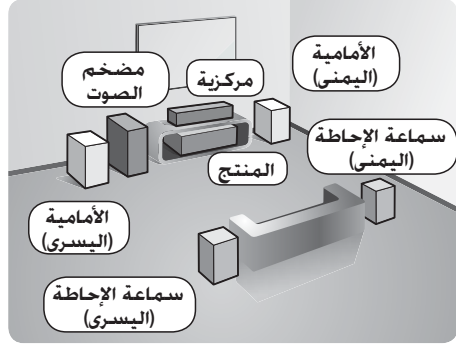 الأمامية
(اليمنى)
مركزية
مضخم
الصوت
سماعة الإحاطة
(اليمنى)
المنتج
الأمامية
(اليسرى)
سماعة الإحاطة
(اليسرى)